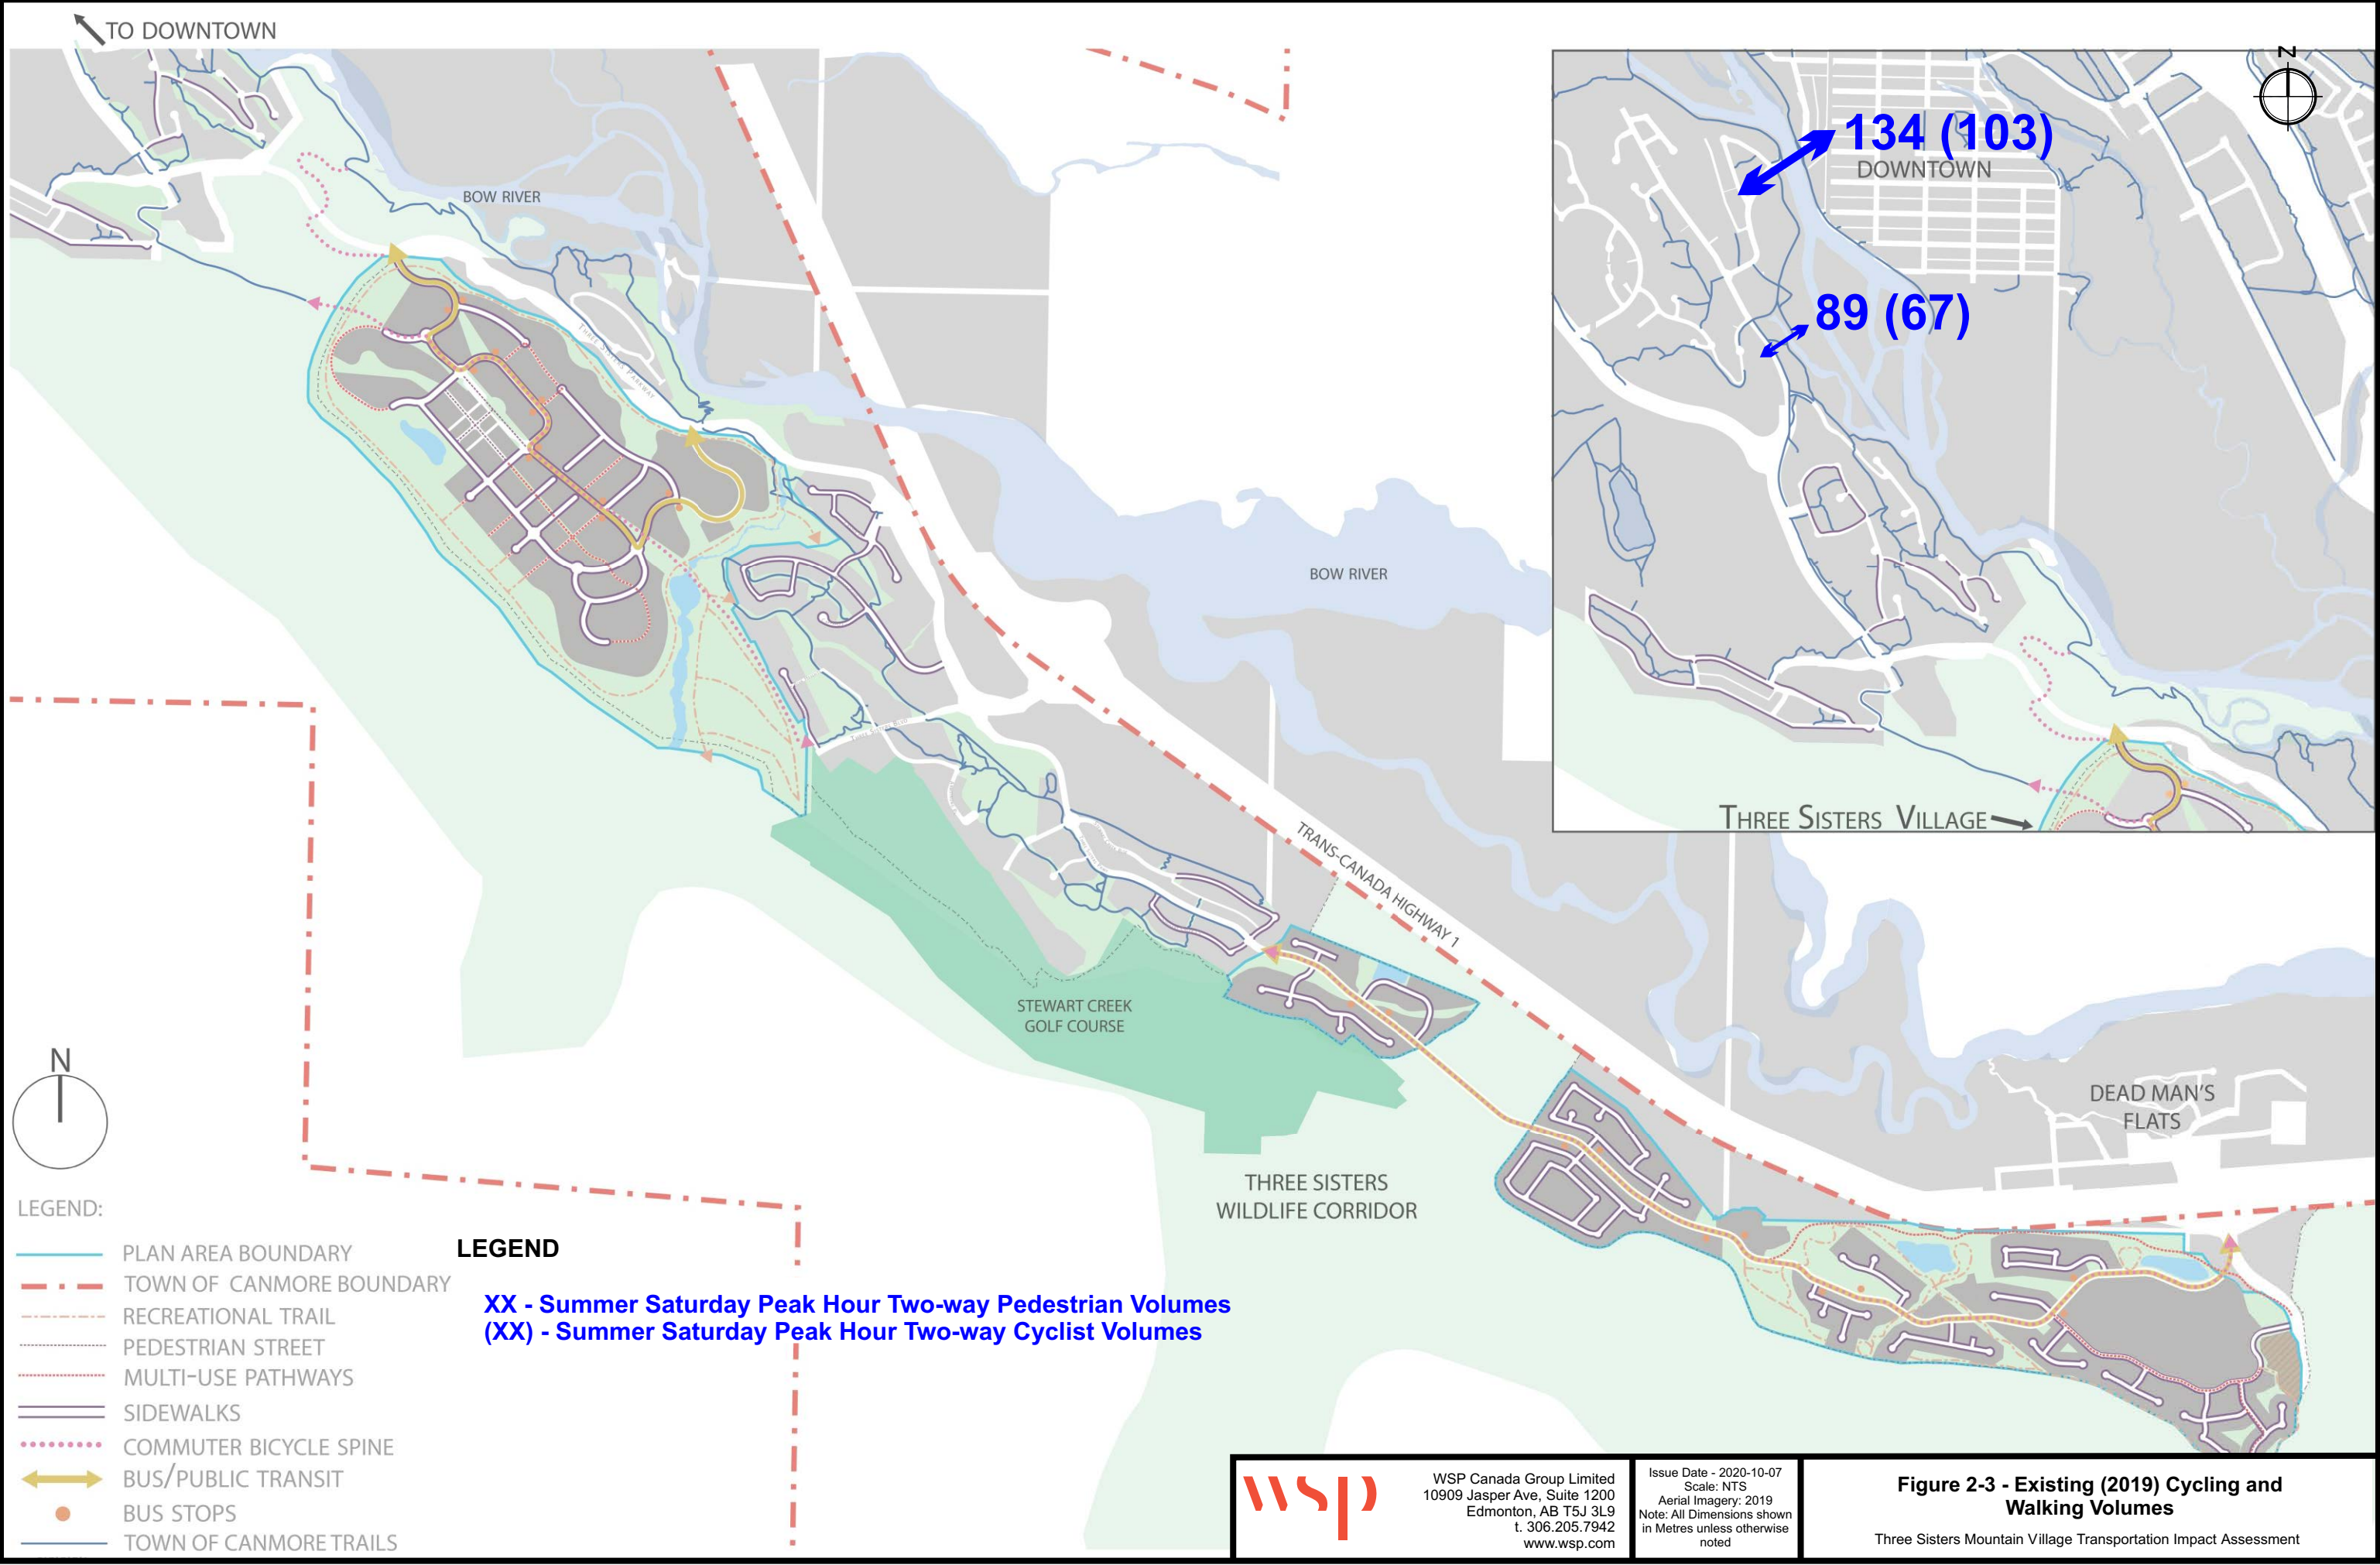 TO DOWNTOWN
N
134 (103)
DOWNTOWN
BOW RIVER
89 (67)
THREE SISTERS PARKWAY
BOW RIVER
THREE SISTERS VILLAGE
TRANS-CANADA HIGHWAY 1
STEWART CREEK
GOLF COURSE
N
DEAD MAN'S
FLATS
THREE SISTERS
WILDLIFE CORRIDOR
LEGEND:
PLAN AREA BOUNDARY
TOWN OF CANMORE BOUNDARY
RECREATIONAL TRAIL
PEDESTRIAN STREET
MULTI-USE PATHWAYS
SIDEWALKS
COMMUTER BICYCLE SPINE
BUS/PUBLIC TRANSIT
BUS STOPS
TOWN OF CANMORE TRAILS
LEGEND
XX - Summer Saturday Peak Hour Two-way Pedestrian Volumes
(XX) - Summer Saturday Peak Hour Two-way Cyclist Volumes
wsp
WSP Canada Group Limited
10909 Jasper Ave, Suite 1200
Edmonton, AB T5J 3L9
t. 306.205.7942
www.wsp.com
Issue Date - 2020-10-07
Scale: NTS
Aerial Imagery: 2019
Note: All Dimensions shown
in Metres unless otherwise
noted
Figure 2-3 - Existing (2019) Cycling and
Walking Volumes
Three Sisters Mountain Village Transportation Impact Assessment